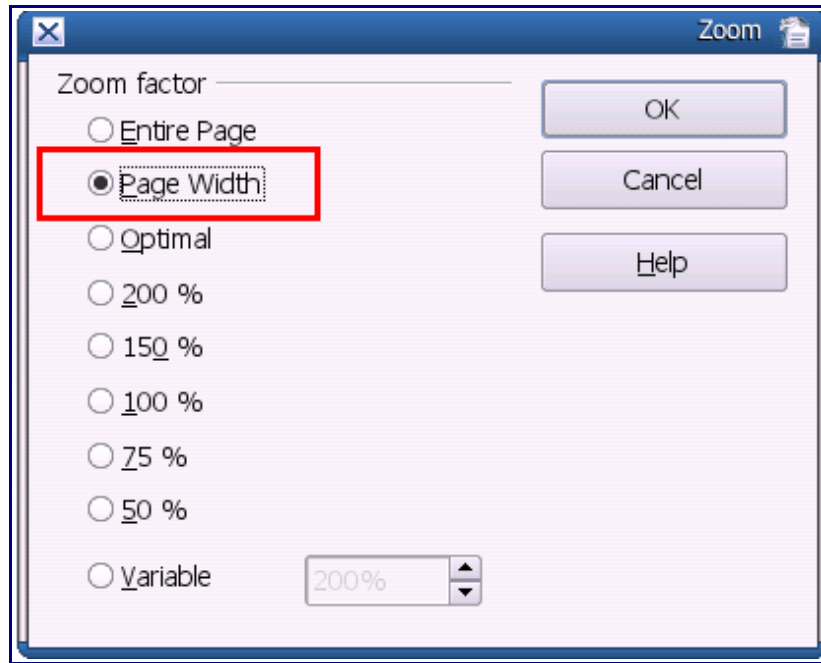 Zoom
Zoom factor
Entire Page
Page Width
Optimal
200 %
150 %
100 %
75 %
50 %
Variable
200%
OK
Cancel
Help